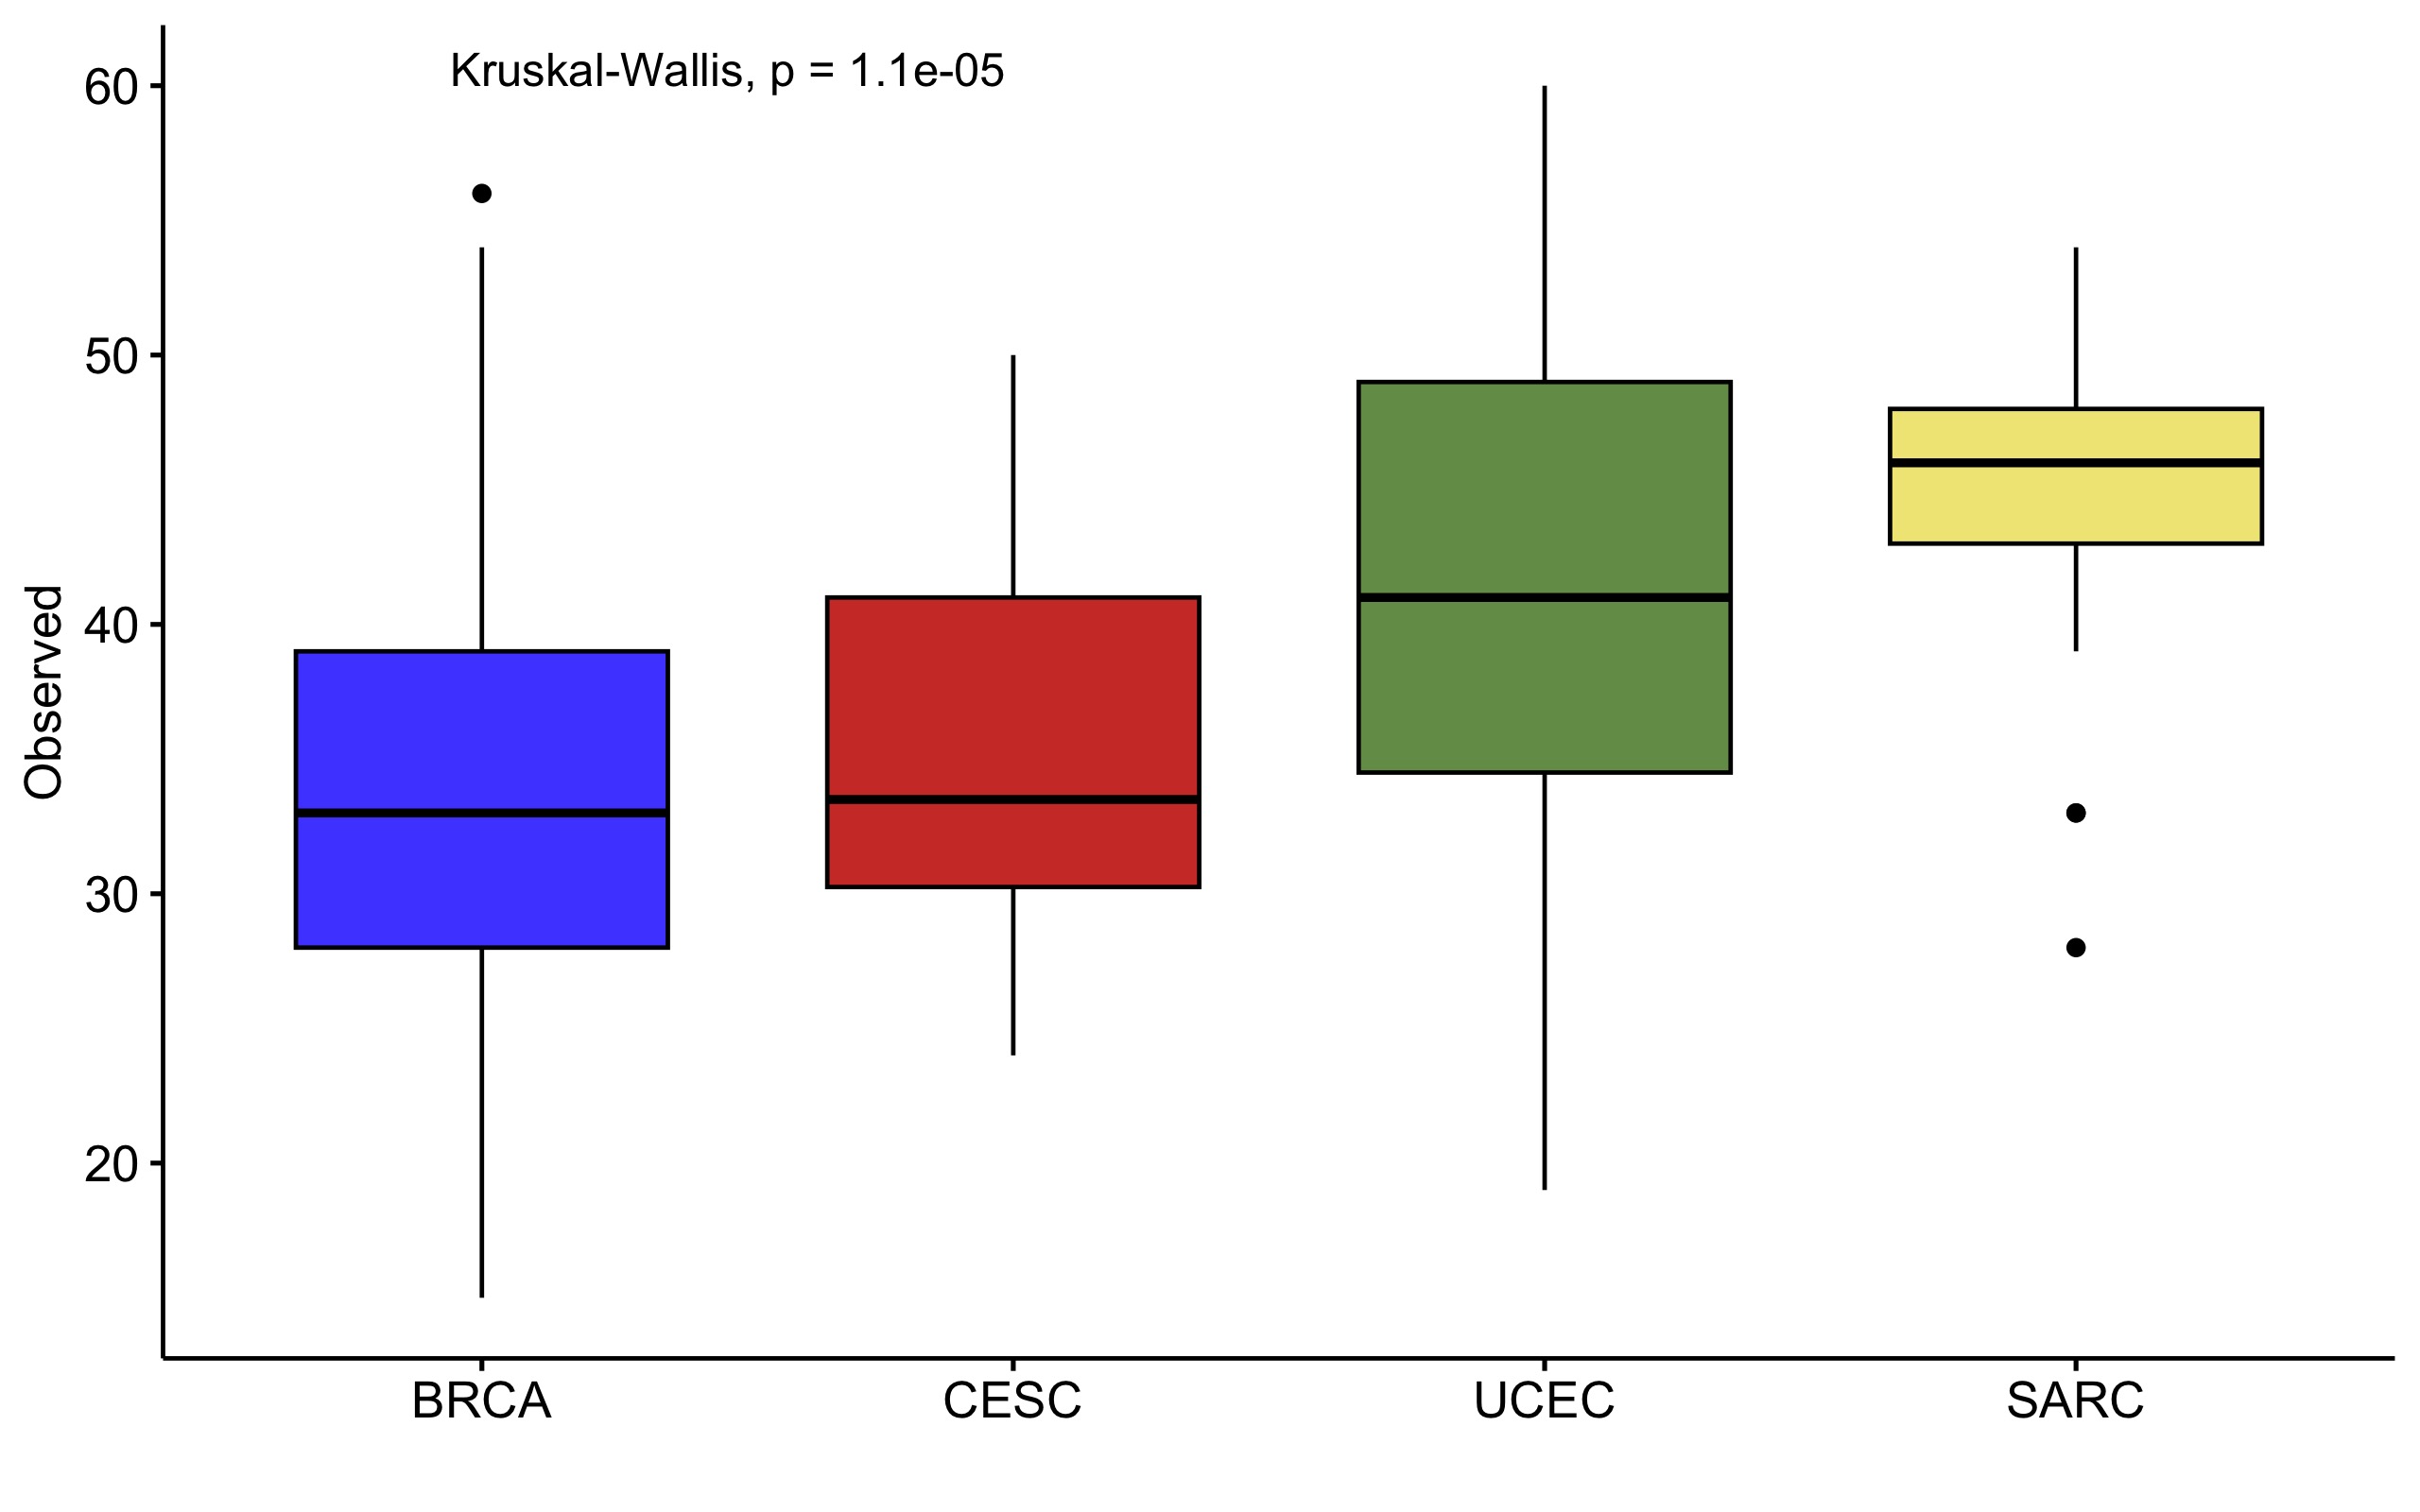 Kruskal-Wallis, p = 1.1e-05
Observed
60
50
40
30
20
BRCA CESC UCEC SARC